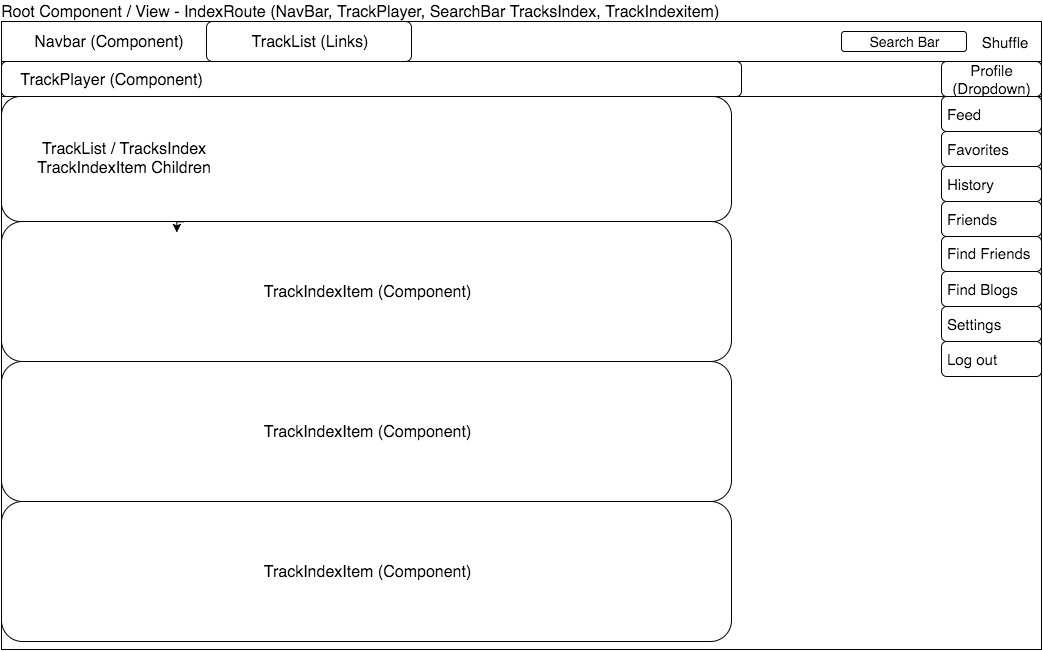 Root Component / View - IndexRoute (NavBar, TrackPlayer, SearchBar TracksIndex, TrackIndexitem)
Navbar (Component)
TrackList (Links)
Search Bar
Shuffle
TrackPlayer (Component)
Profile
(Dropdown)
Feed
Favorites
History
Friends
Find Friends
Find Blogs
Settings
Log out
TrackList / TracksIndex
TrackIndexItem Children
TrackIndexItem (Component)
TrackIndexItem (Component)
TrackIndexItem (Component)